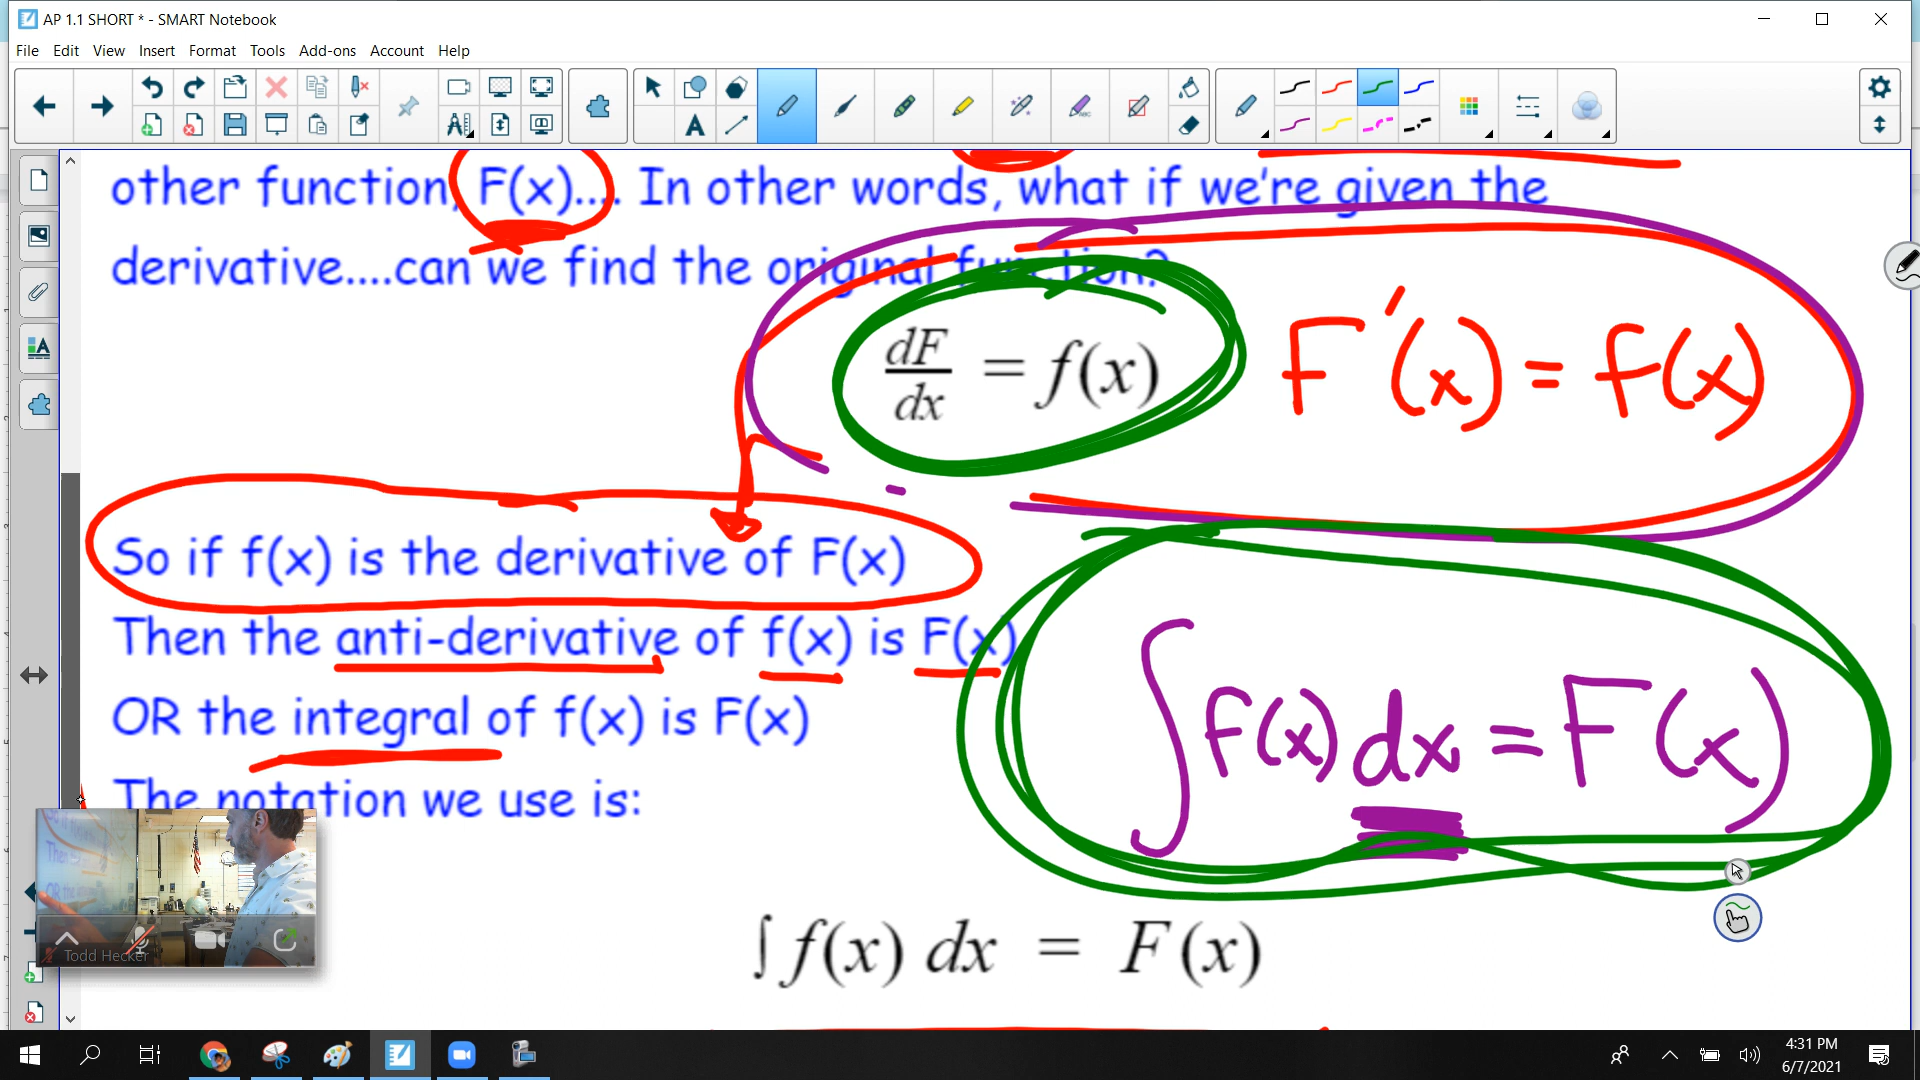 AP 1.1 SHORT * - SMART Notebook
File Edit View Insert Format Tools Add-ons Account Help
other function, F(x).... In other words, what if we're given the
derivative....can we find the original function?
dF/dx = f(x)
F'(x) = f(x)
So if f(x) is the derivative of F(x)
Then the anti-derivative of f(x) is F(x)
OR the integral of f(x) is F(x)
∫f(x)dx = F(x)
The notation we use is:
Todd Hecker
∫ f(x) dx = F(x)
4:31 PM
6/7/2021